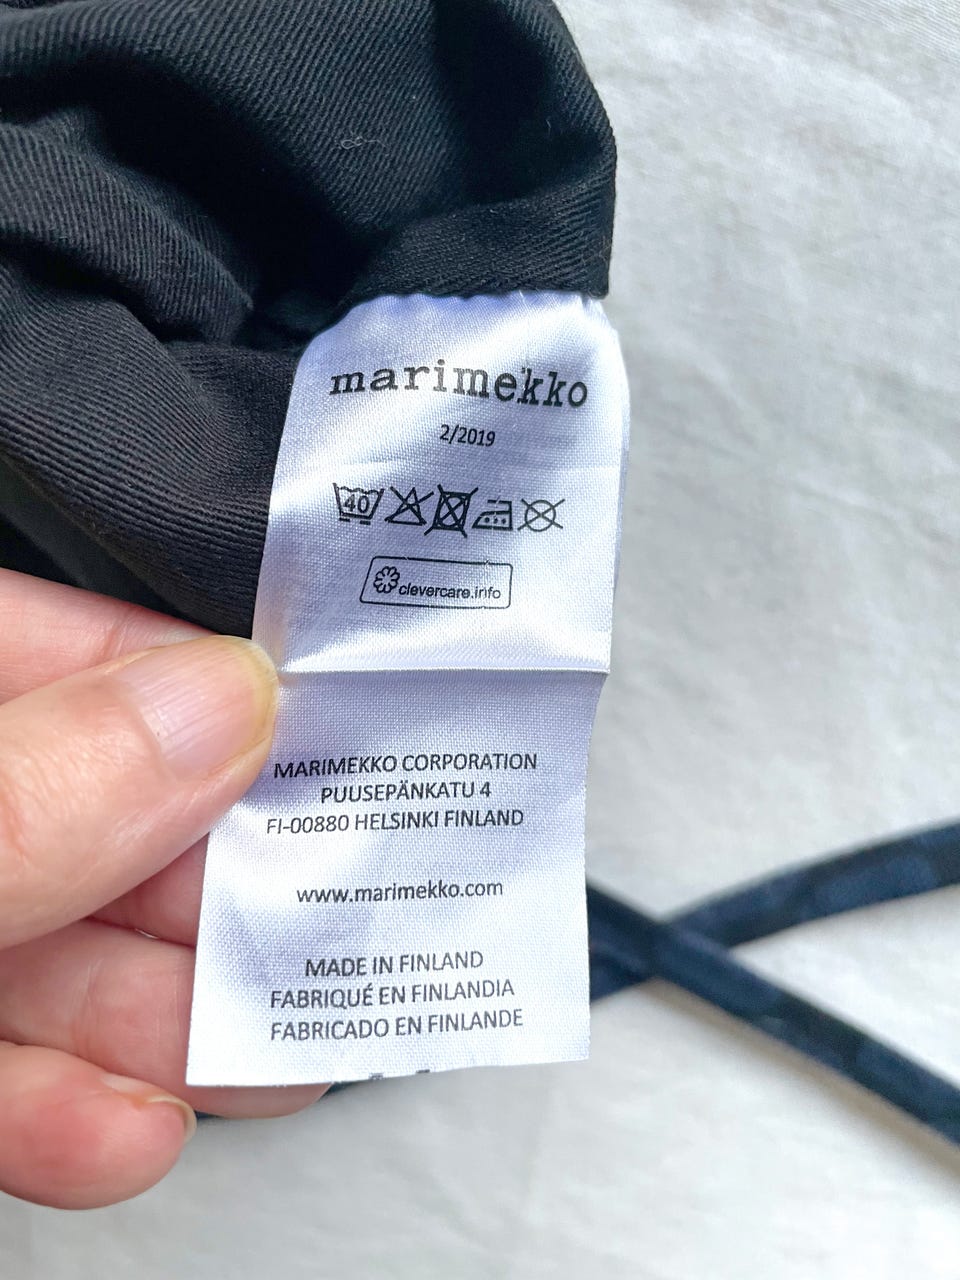 marimekko
2/2019
40
clevercare.info
MARIMEKKO CORPORATION
PUUSEPÄNKATU 4
FI-00880 HELSINKI FINLAND
www.marimekko.com
MADE IN FINLAND
FABRIQUÉ EN FINLANDIA
FABRICADO EN FINLANDE